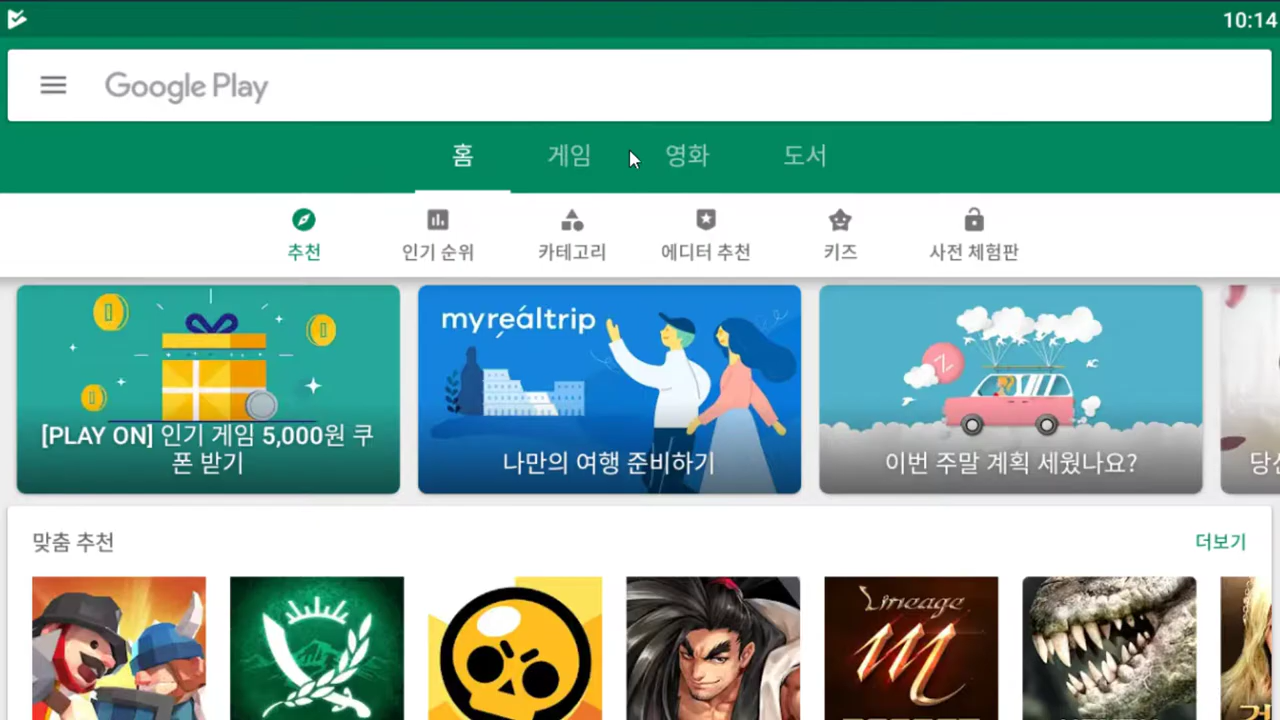 10:14
Google Play
홈 게임 영화 도서
추천 인기 순위 카테고리 에디터 추천 키즈 사전 체험판
[PLAY ON] 인기 게임 5,000원 쿠
폰 받기
myreáltrip
나만의 여행 준비하기
이번 주말 계획 세웠나요?
맞춤 추천 더보기
Lineage
M